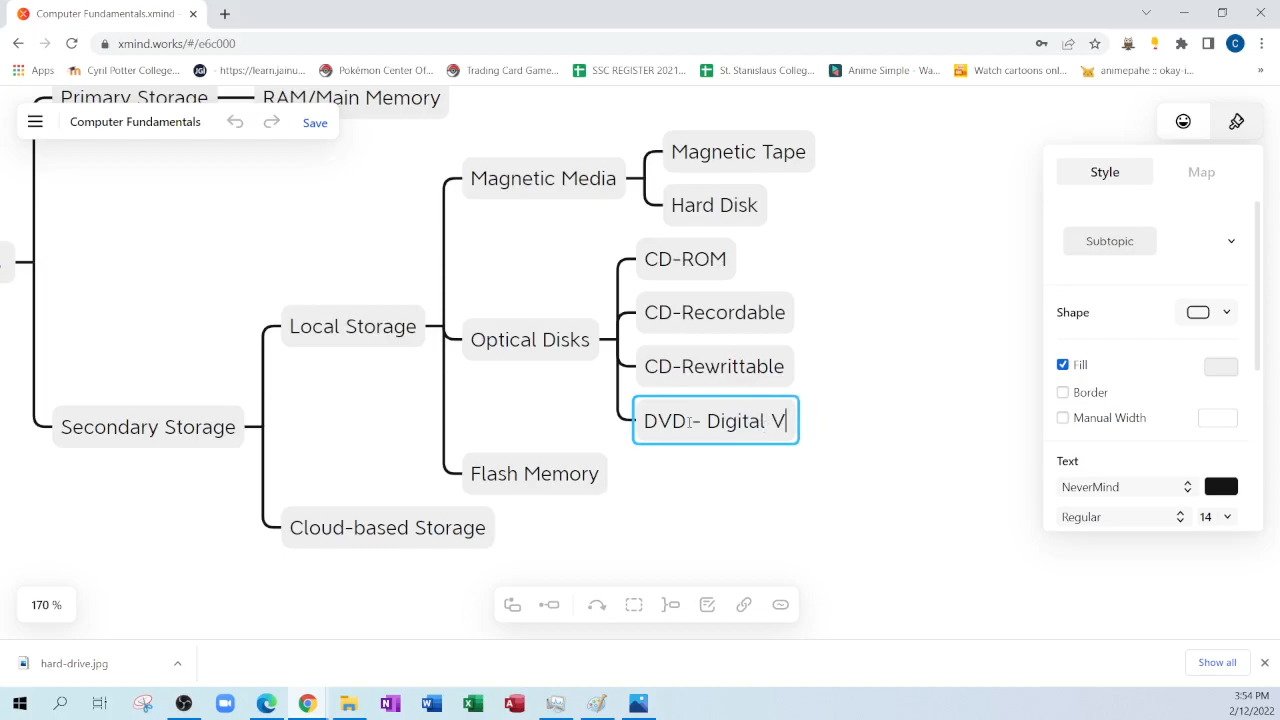 Computer Fundamentals.xmind -
xmind.works/#/e6c000
Apps
Cyril Potter College...
- https://learn.jainu...
Pokémon Center Of...
Trading Card Game...
SSC REGISTER 2021...
St. Stanislaus Colleg...
Anime Simple - Wa...
Watch cartoons onl...
animepahe :: okay-i...
»
C
Primary Storage
RAM/Main Memory
Computer Fundamentals
Save
Magnetic Media
Magnetic Tape
Hard Disk
CD-ROM
CD-Recordable
Local Storage
Optical Disks
CD-Rewrittable
DVD - Digital V
Secondary Storage
Flash Memory
Cloud-based Storage
Style
Map
Subtopic
Shape
Fill
Border
Manual Width
Text
NeverMind
Regular
14
170 %
hard-drive.jpg
Show all
3:54 PM
2/12/2022